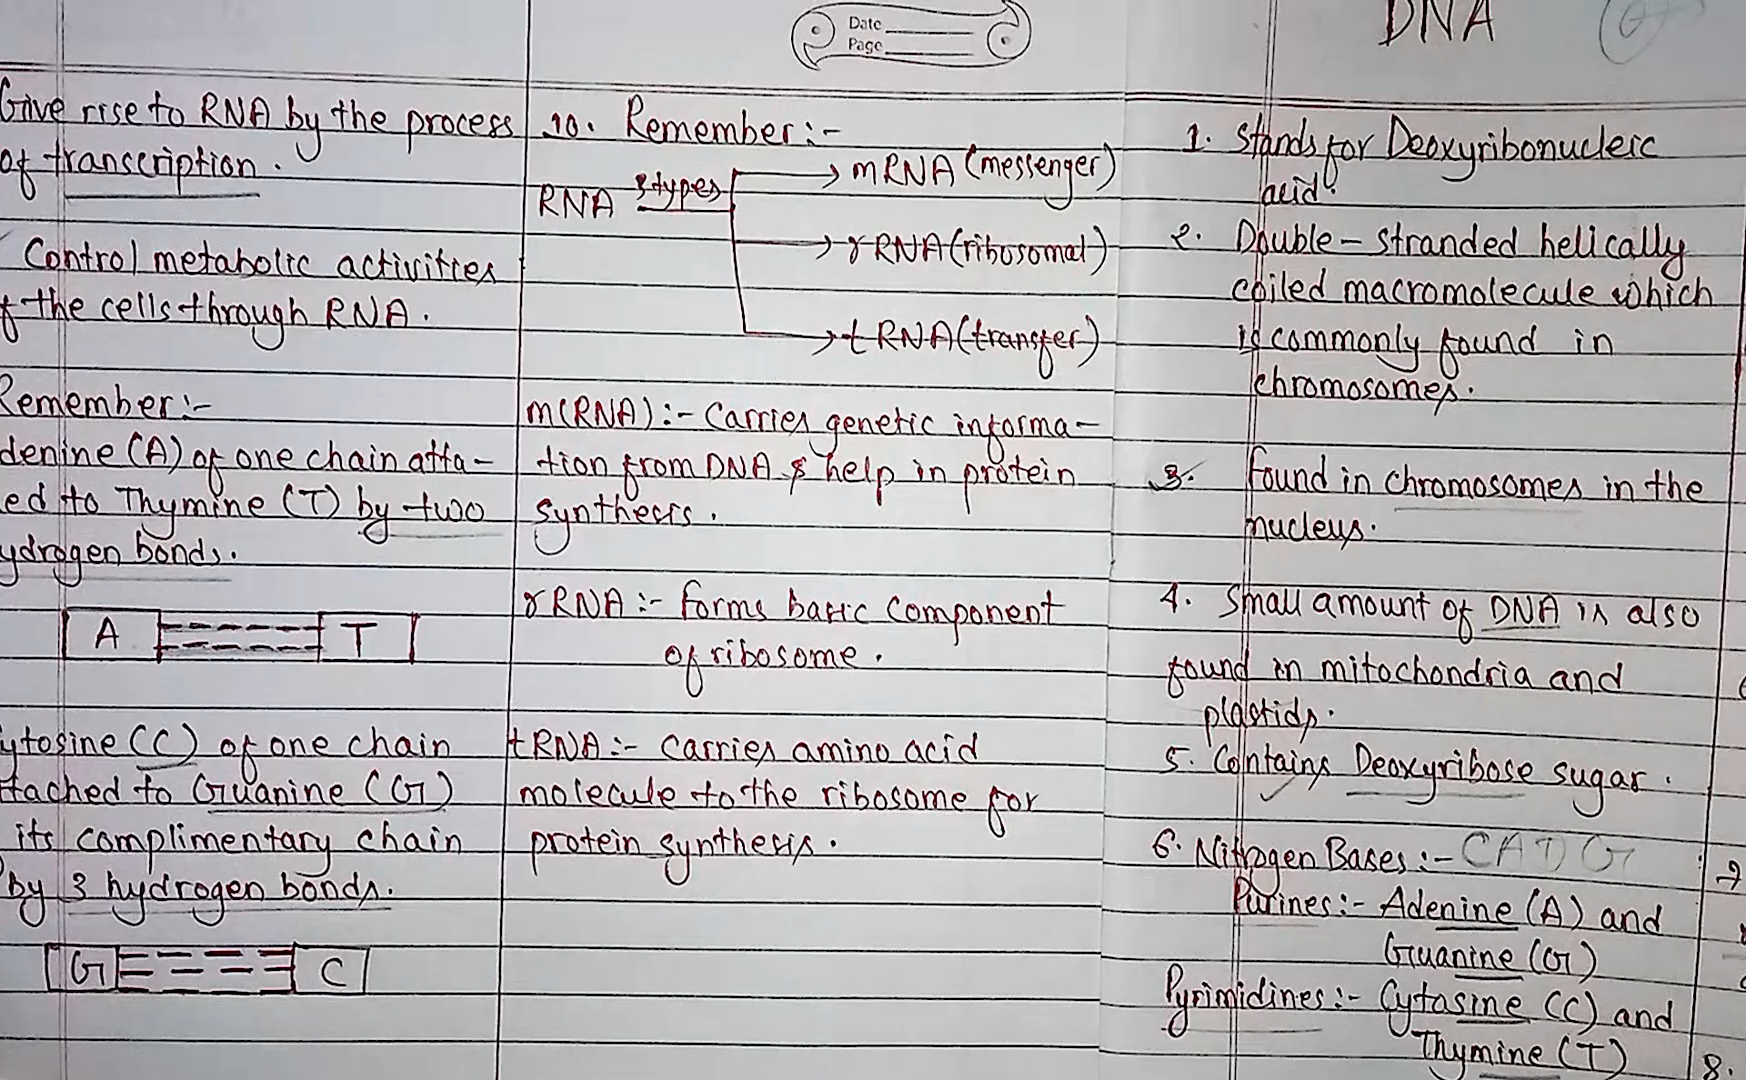 Date
Page
Give rise to RNA by the process
of transcription.
Control metabolic activities
the cells through RNA.
Remember:-
denine (A) of one chain atta-
ed to Thymine (T) by two
ydrogen bonds.
A T
ytosine (C) of one chain
tached to Guanine (G)
its complimentary chain
by 3 hydrogen bonds.
G C
10. Remember:-
RNA 3 types
mRNA (messenger)
rRNA (ribosomal)
tRNA (transfer)
m(RNA):- Carries genetic informa-
tion from DNA & help in protein
synthesis.
rRNA:- forms basic component
of ribosome.
tRNA:- carries amino acid
molecule to the ribosome for
protein synthesis.
DNA
1. Stands for Deoxyribonucleic
acid.
2. Double-stranded helically
coiled macromolecule which
is commonly found in
chromosomes.
3. Found in chromosomes in the
nucleus.
4. Small amount of DNA is also
found in mitochondria and
plastids.
5. Contains Deoxyribose sugar.
6. Nitrogen Bases:- CATG
Purines:- Adenine (A) and
Guanine (G)
Pyrimidines:- Cytosine (C) and
Thymine (T)
8.